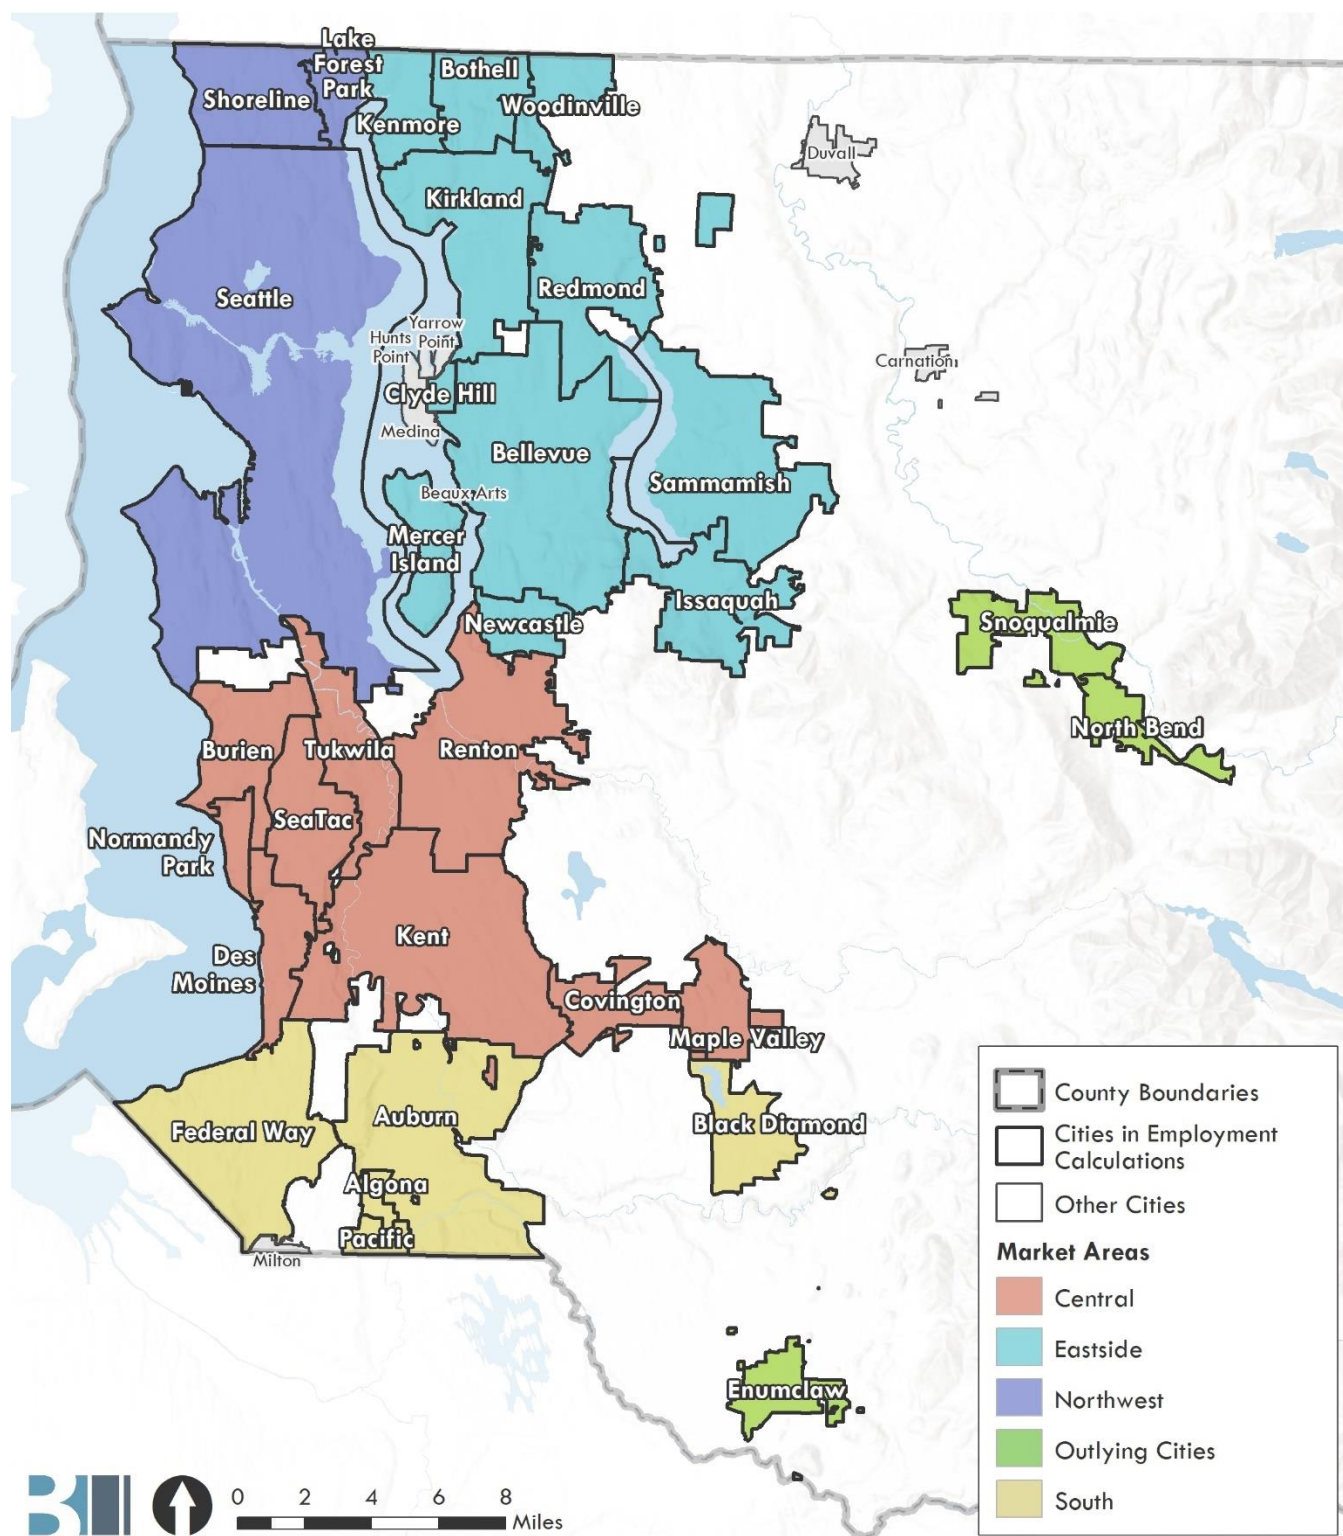 Lake
Forest
Park
Shoreline
Bothell
Woodinville
Kenmore
Duvall
Kirkland
Seattle
Redmond
Yarrow
Point
Hunts
Point
Carnation
Clyde Hill
Medina
Bellevue
Sammamish
Beaux Arts
Mercer
Island
Newcastle
Issaquah
Snoqualmie
North Bend
Burien
Tukwila
Renton
SeaTac
Normandy
Park
Kent
Des
Moines
Covington
Maple Valley
Federal Way
Auburn
Black Diamond
Algona
Pacific
Milton
Enumclaw
County Boundaries
Cities in Employment
Calculations
Other Cities
Market Areas
Central
Eastside
Northwest
Outlying Cities
South
0 2 4 6 8
Miles